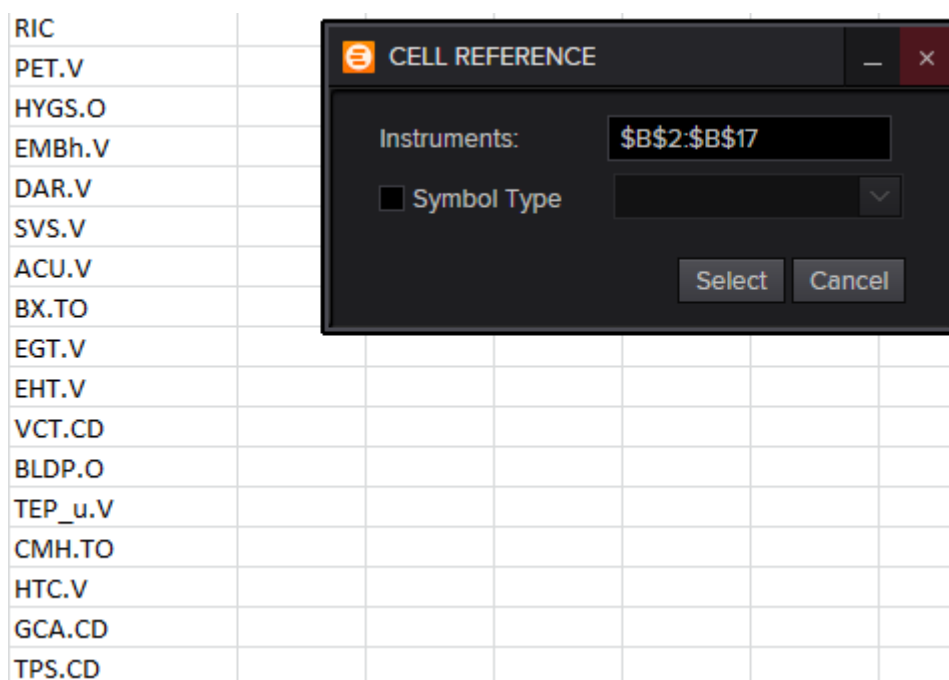 RIC
PET.V
HYGS.O
EMBh.V
DAR.V
SVS.V
ACU.V
BX.TO
EGT.V
EHT.V
VCT.CD
BLDP.O
TEP_u.V
CMH.TO
HTC.V
GCA.CD
TPS.CD
CELL REFERENCE
Instruments: $B$2:$B$17
Symbol Type
Select Cancel